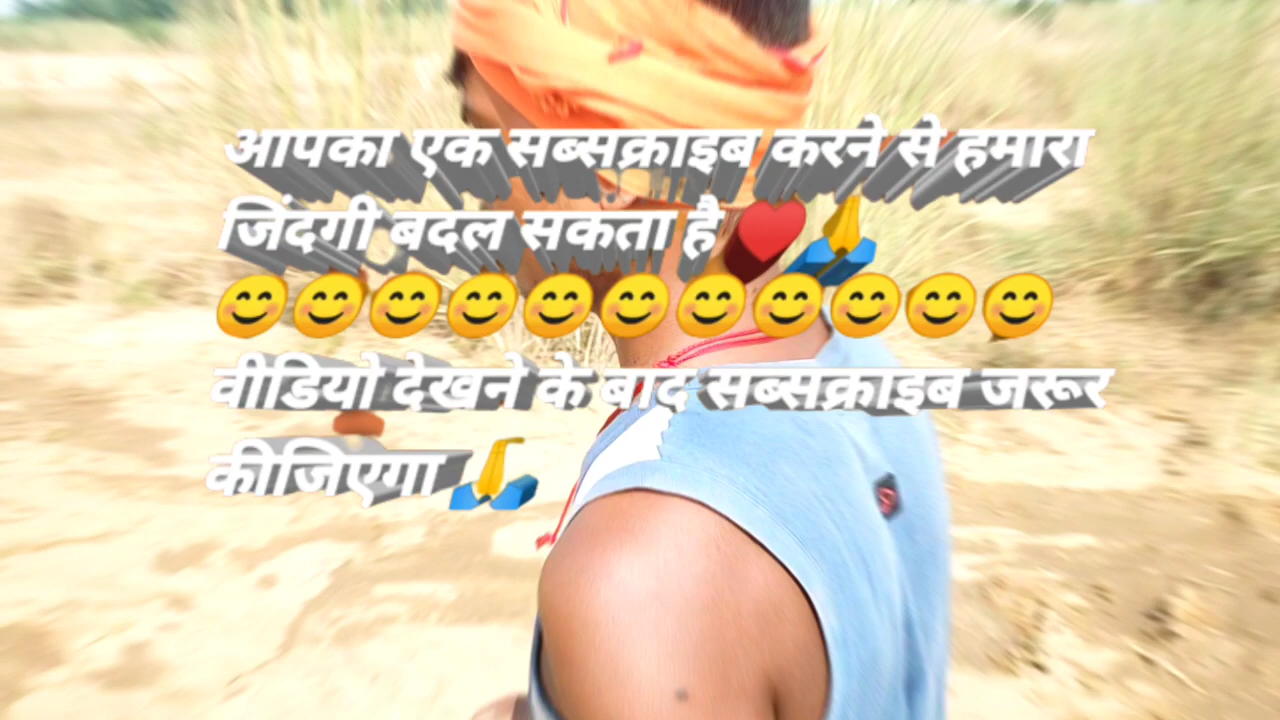 आपका एक सब्सक्राइब करने से हमारा
जिंदगी बदल सकता है ❤️🙏
😊😊😊😊😊😊😊😊😊😊😊
वीडियो देखने के बाद सब्सक्राइब जरूर
कीजिएगा 🙏